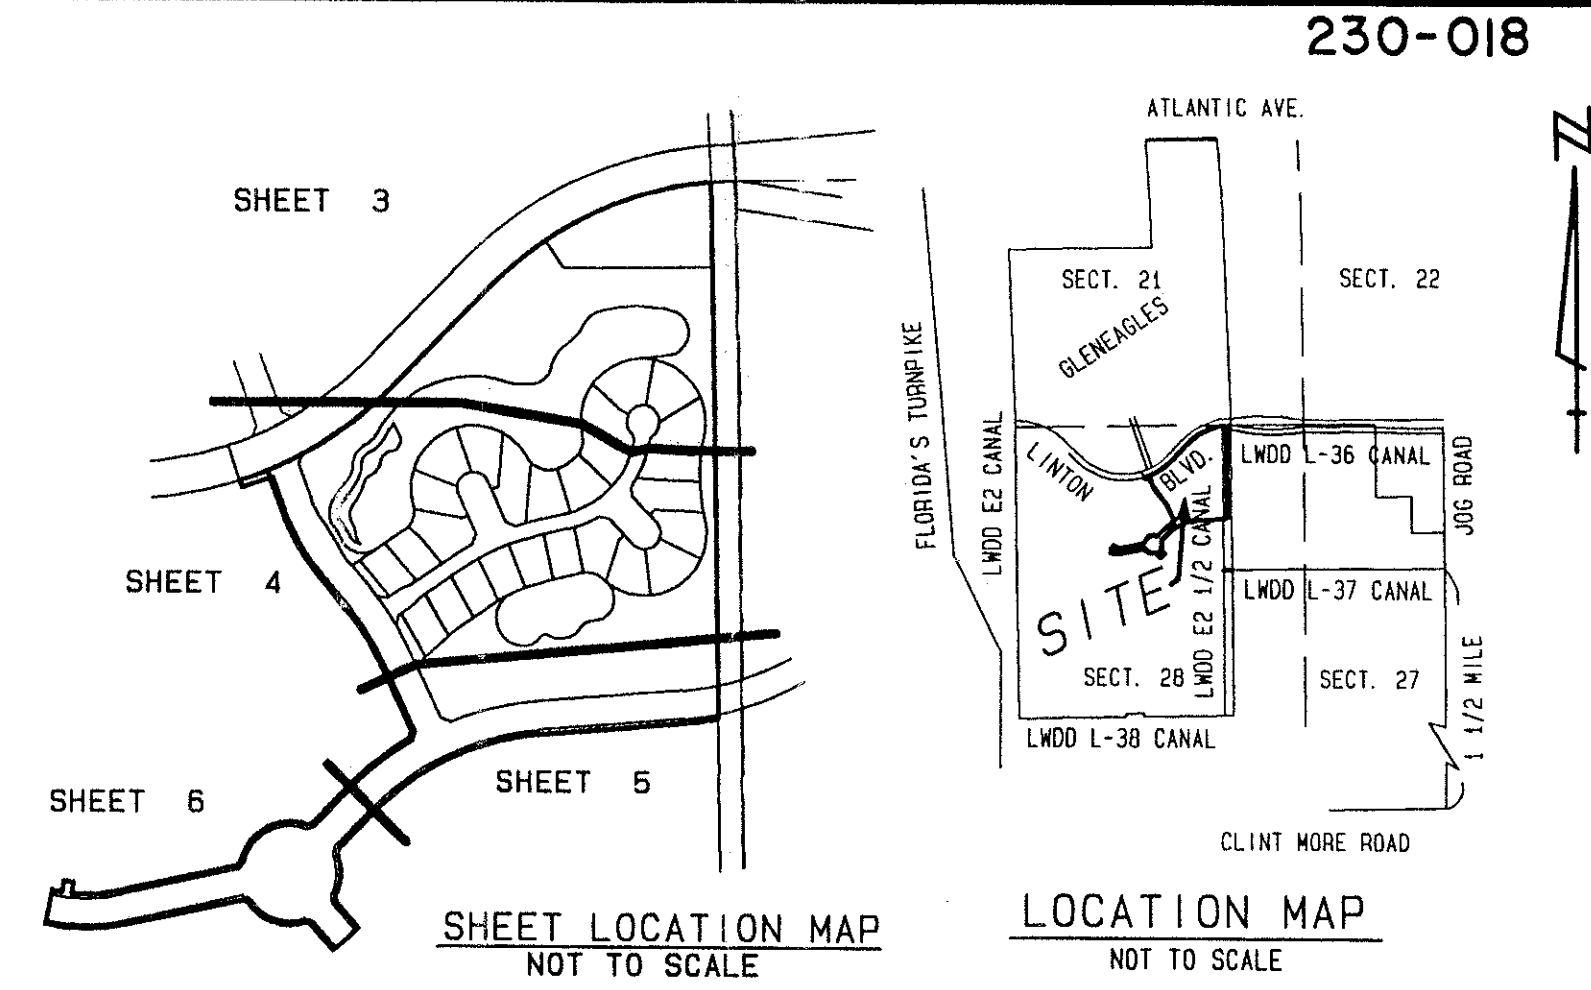 230-018
SHEET 3
SHEET 4
SHEET 5
SHEET 6
SHEET LOCATION MAP
NOT TO SCALE
ATLANTIC AVE.
N
SECT. 21
SECT. 22
GLENEAGLES
FLORIDA'S TURNPIKE
LWDD E2 CANAL
LINTON
BLVD.
LWDD L-36 CANAL
JOG ROAD
LWDD E2 1/2 CANAL
LWDD L-37 CANAL
SITE
SECT. 28
SECT. 27
1 1/2 MILE
LWDD L-38 CANAL
CLINT MORE ROAD
LOCATION MAP
NOT TO SCALE